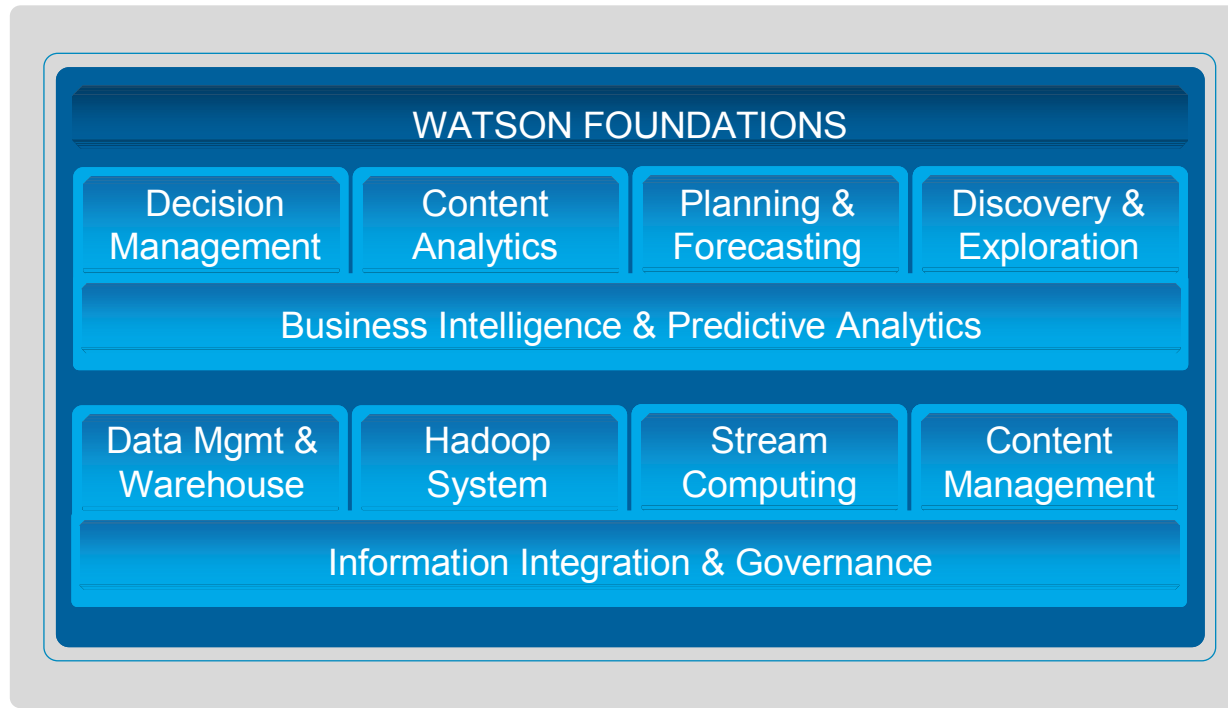 WATSON FOUNDATIONS
Decision
Management
Content
Analytics
Planning &
Forecasting
Discovery &
Exploration
Business Intelligence & Predictive Analytics
Data Mgmt &
Warehouse
Hadoop
System
Stream
Computing
Content
Management
Information Integration & Governance